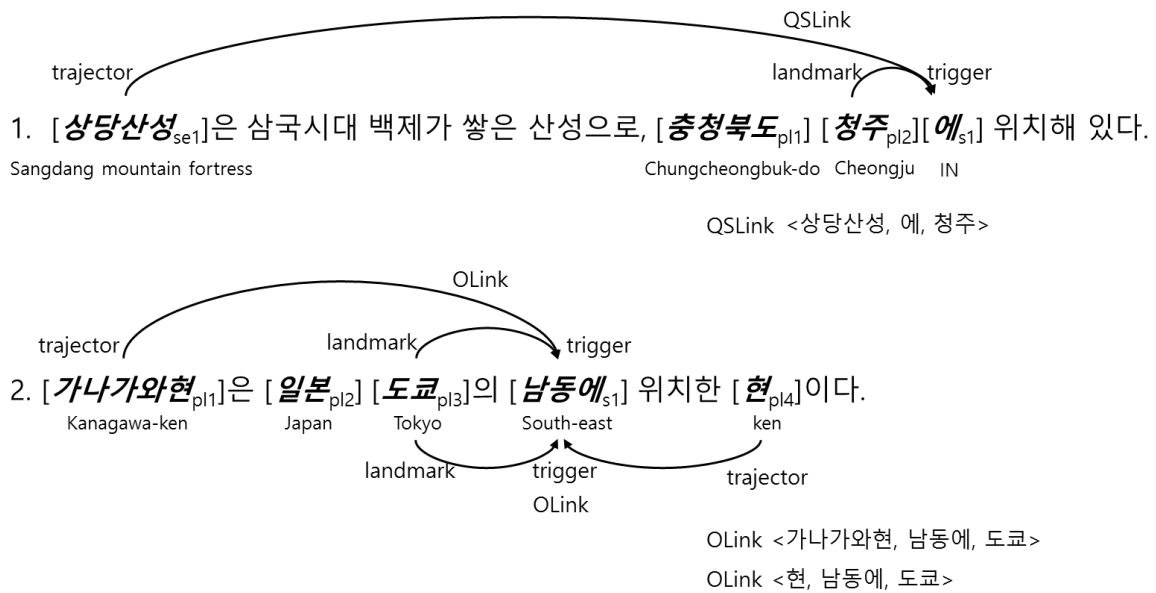 QSLink
trajector landmark trigger
1. [상당산성se1]은 삼국시대 백제가 쌓은 산성으로, [충청북도pl1] [청주pl2][에s1] 위치해 있다.
Sangdang mountain fortress Chungcheongbuk-do Cheongju IN
QSLink <상당산성, 에, 청주>
OLink
trajector landmark trigger
2. [가나가와현pl1]은 [일본pl2] [도쿄pl3]의 [남동에s1] 위치한 [현pl4]이다.
Kanagawa-ken Japan Tokyo South-east ken
landmark trigger trajector
OLink
OLink <가나가와현, 남동에, 도쿄>
OLink <현, 남동에, 도쿄>